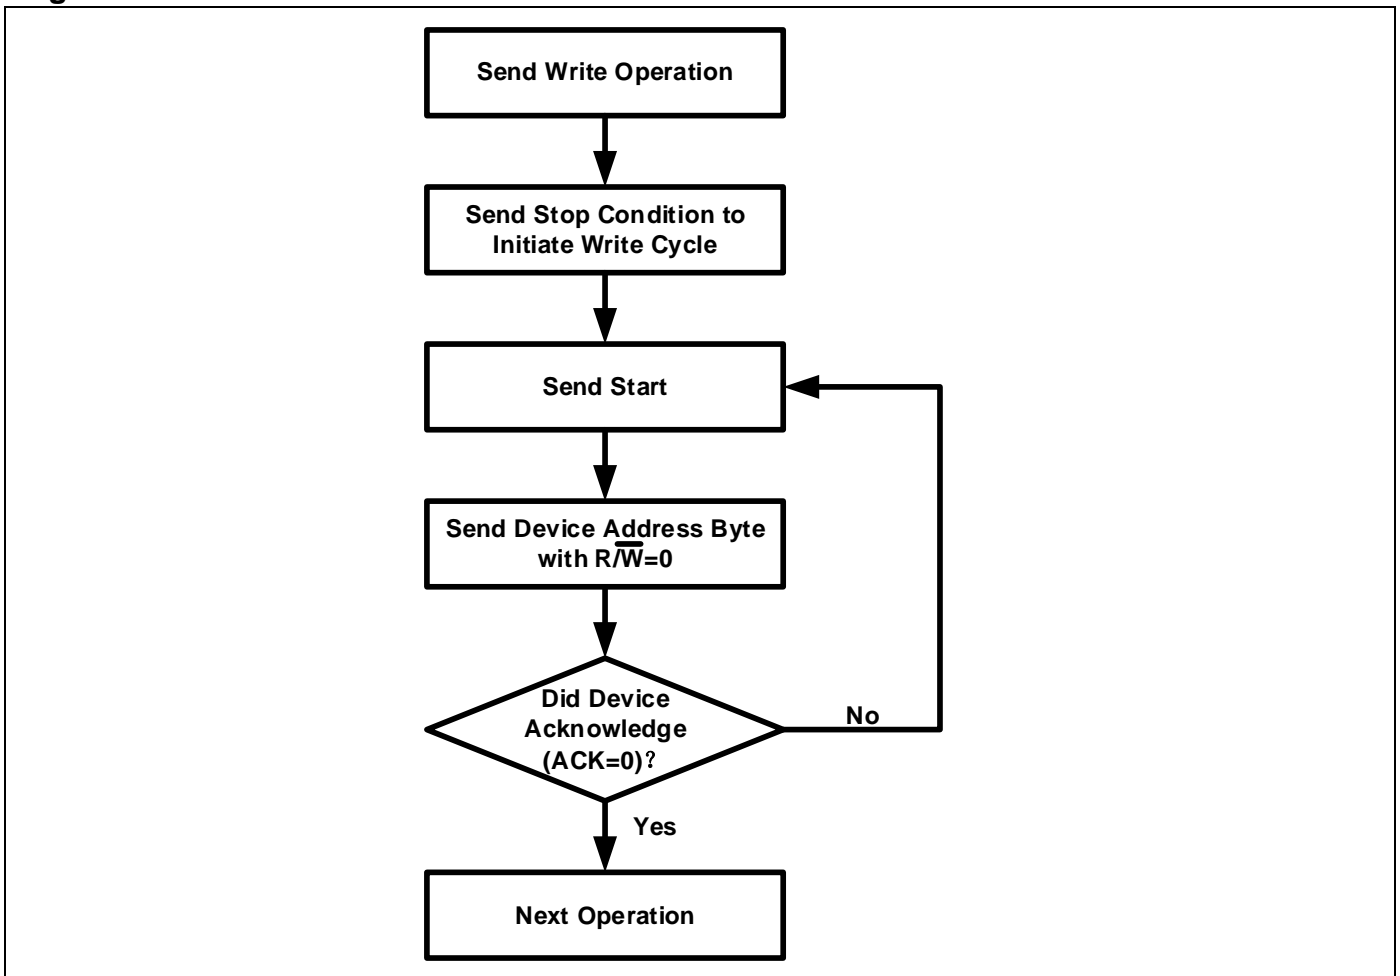 Send Write Operation
Send Stop Condition to
Initiate Write Cycle
Send Start
Send Device Address Byte
with R/W̅=0
Did Device
Acknowledge
(ACK=0)？
No
Yes
Next Operation